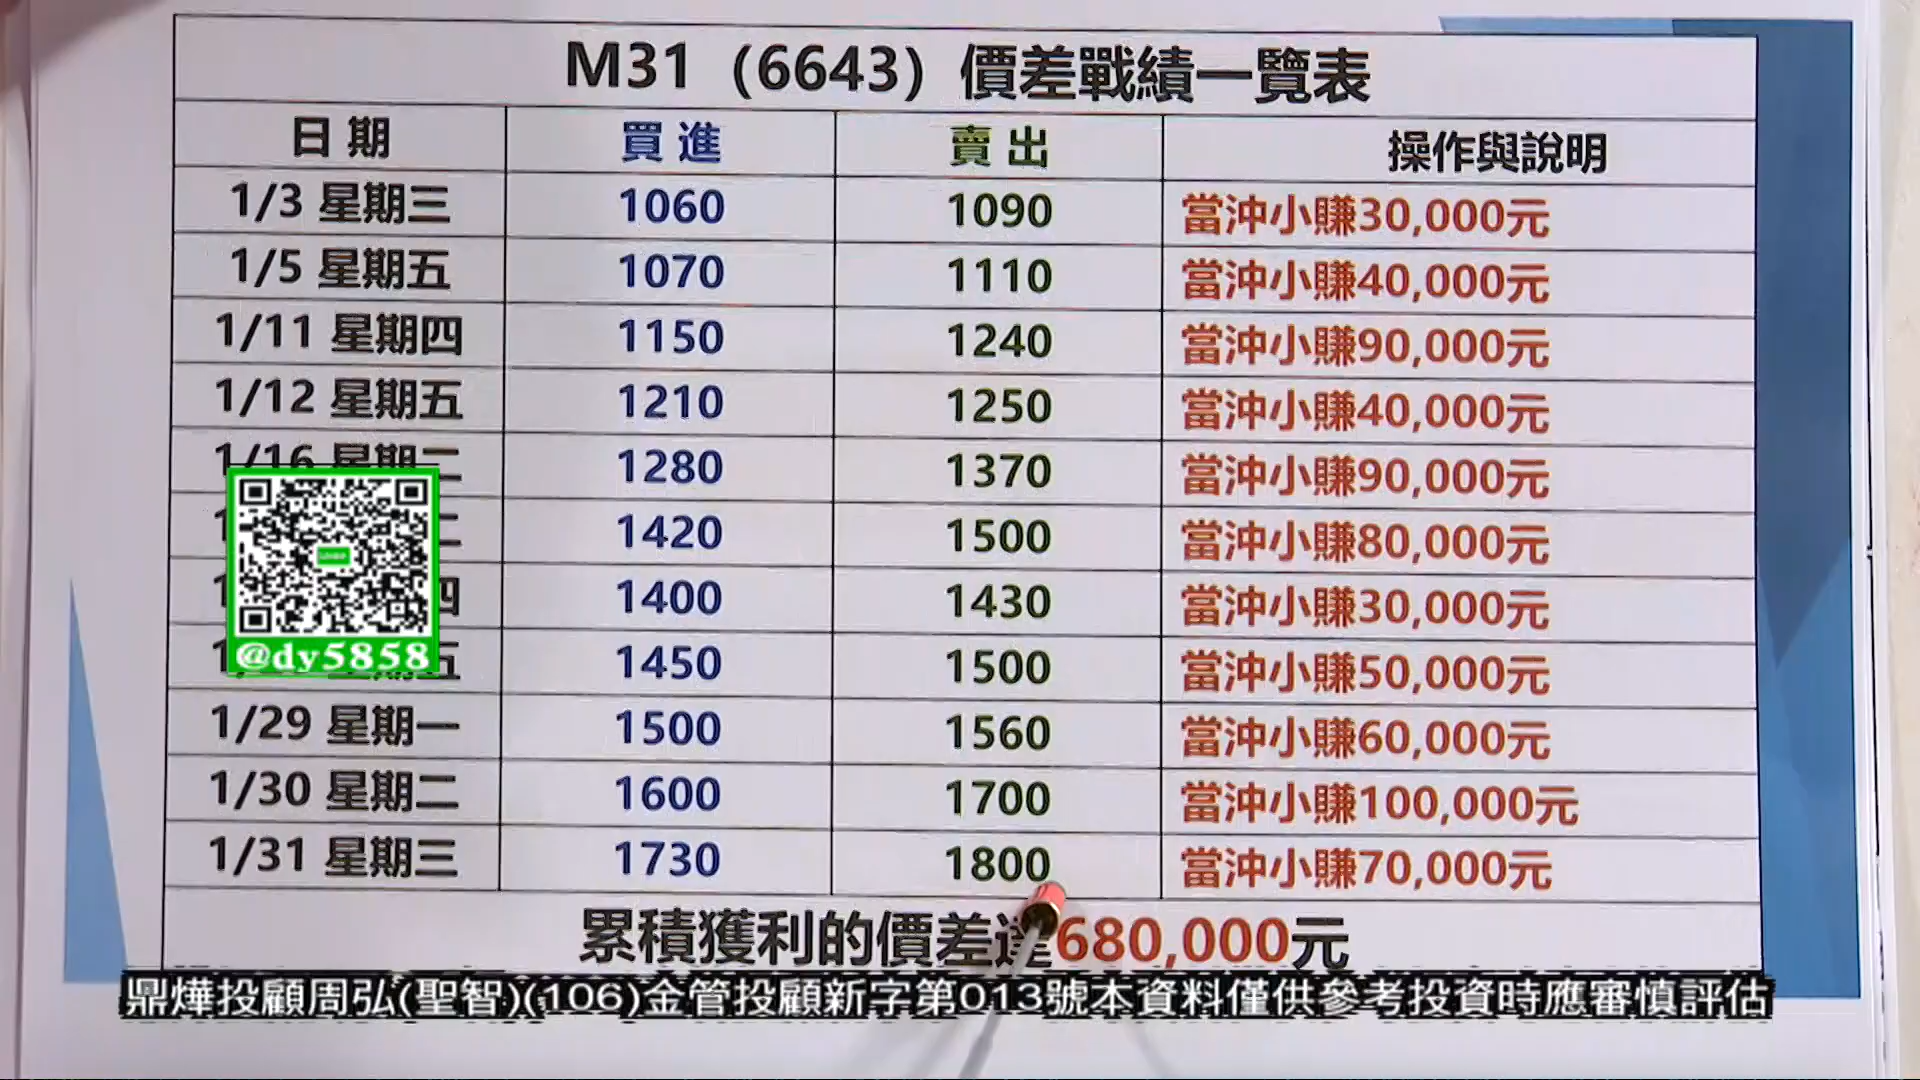 M31（6643）價差戰績一覽表
日期 買進 賣出 操作與說明
1/3 星期三 1060 1090 當沖小賺30,000元
1/5 星期五 1070 1110 當沖小賺40,000元
1/11 星期四 1150 1240 當沖小賺90,000元
1/12 星期五 1210 1250 當沖小賺40,000元
1/16 星期二 1280 1370 當沖小賺90,000元
1420 1500 當沖小賺80,000元
四 1400 1430 當沖小賺30,000元
五 1450 1500 當沖小賺50,000元
@dy5858
1/29 星期一 1500 1560 當沖小賺60,000元
1/30 星期二 1600 1700 當沖小賺100,000元
1/31 星期三 1730 1800 當沖小賺70,000元
累積獲利的價差達680,000元
鼎燁投顧周弘(聖智)(106)金管投顧新字第013號本資料僅供參考投資時應審慎評估